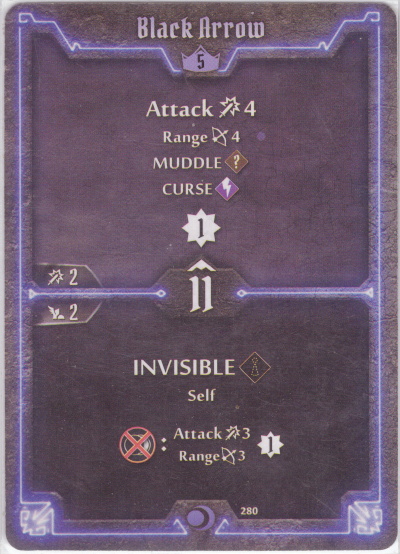 Black Arrow
5
Attack 4
Range 4
MUDDLE ?
CURSE
1
2
11
2
INVISIBLE
Self
: Attack 3
Range 3
1
280